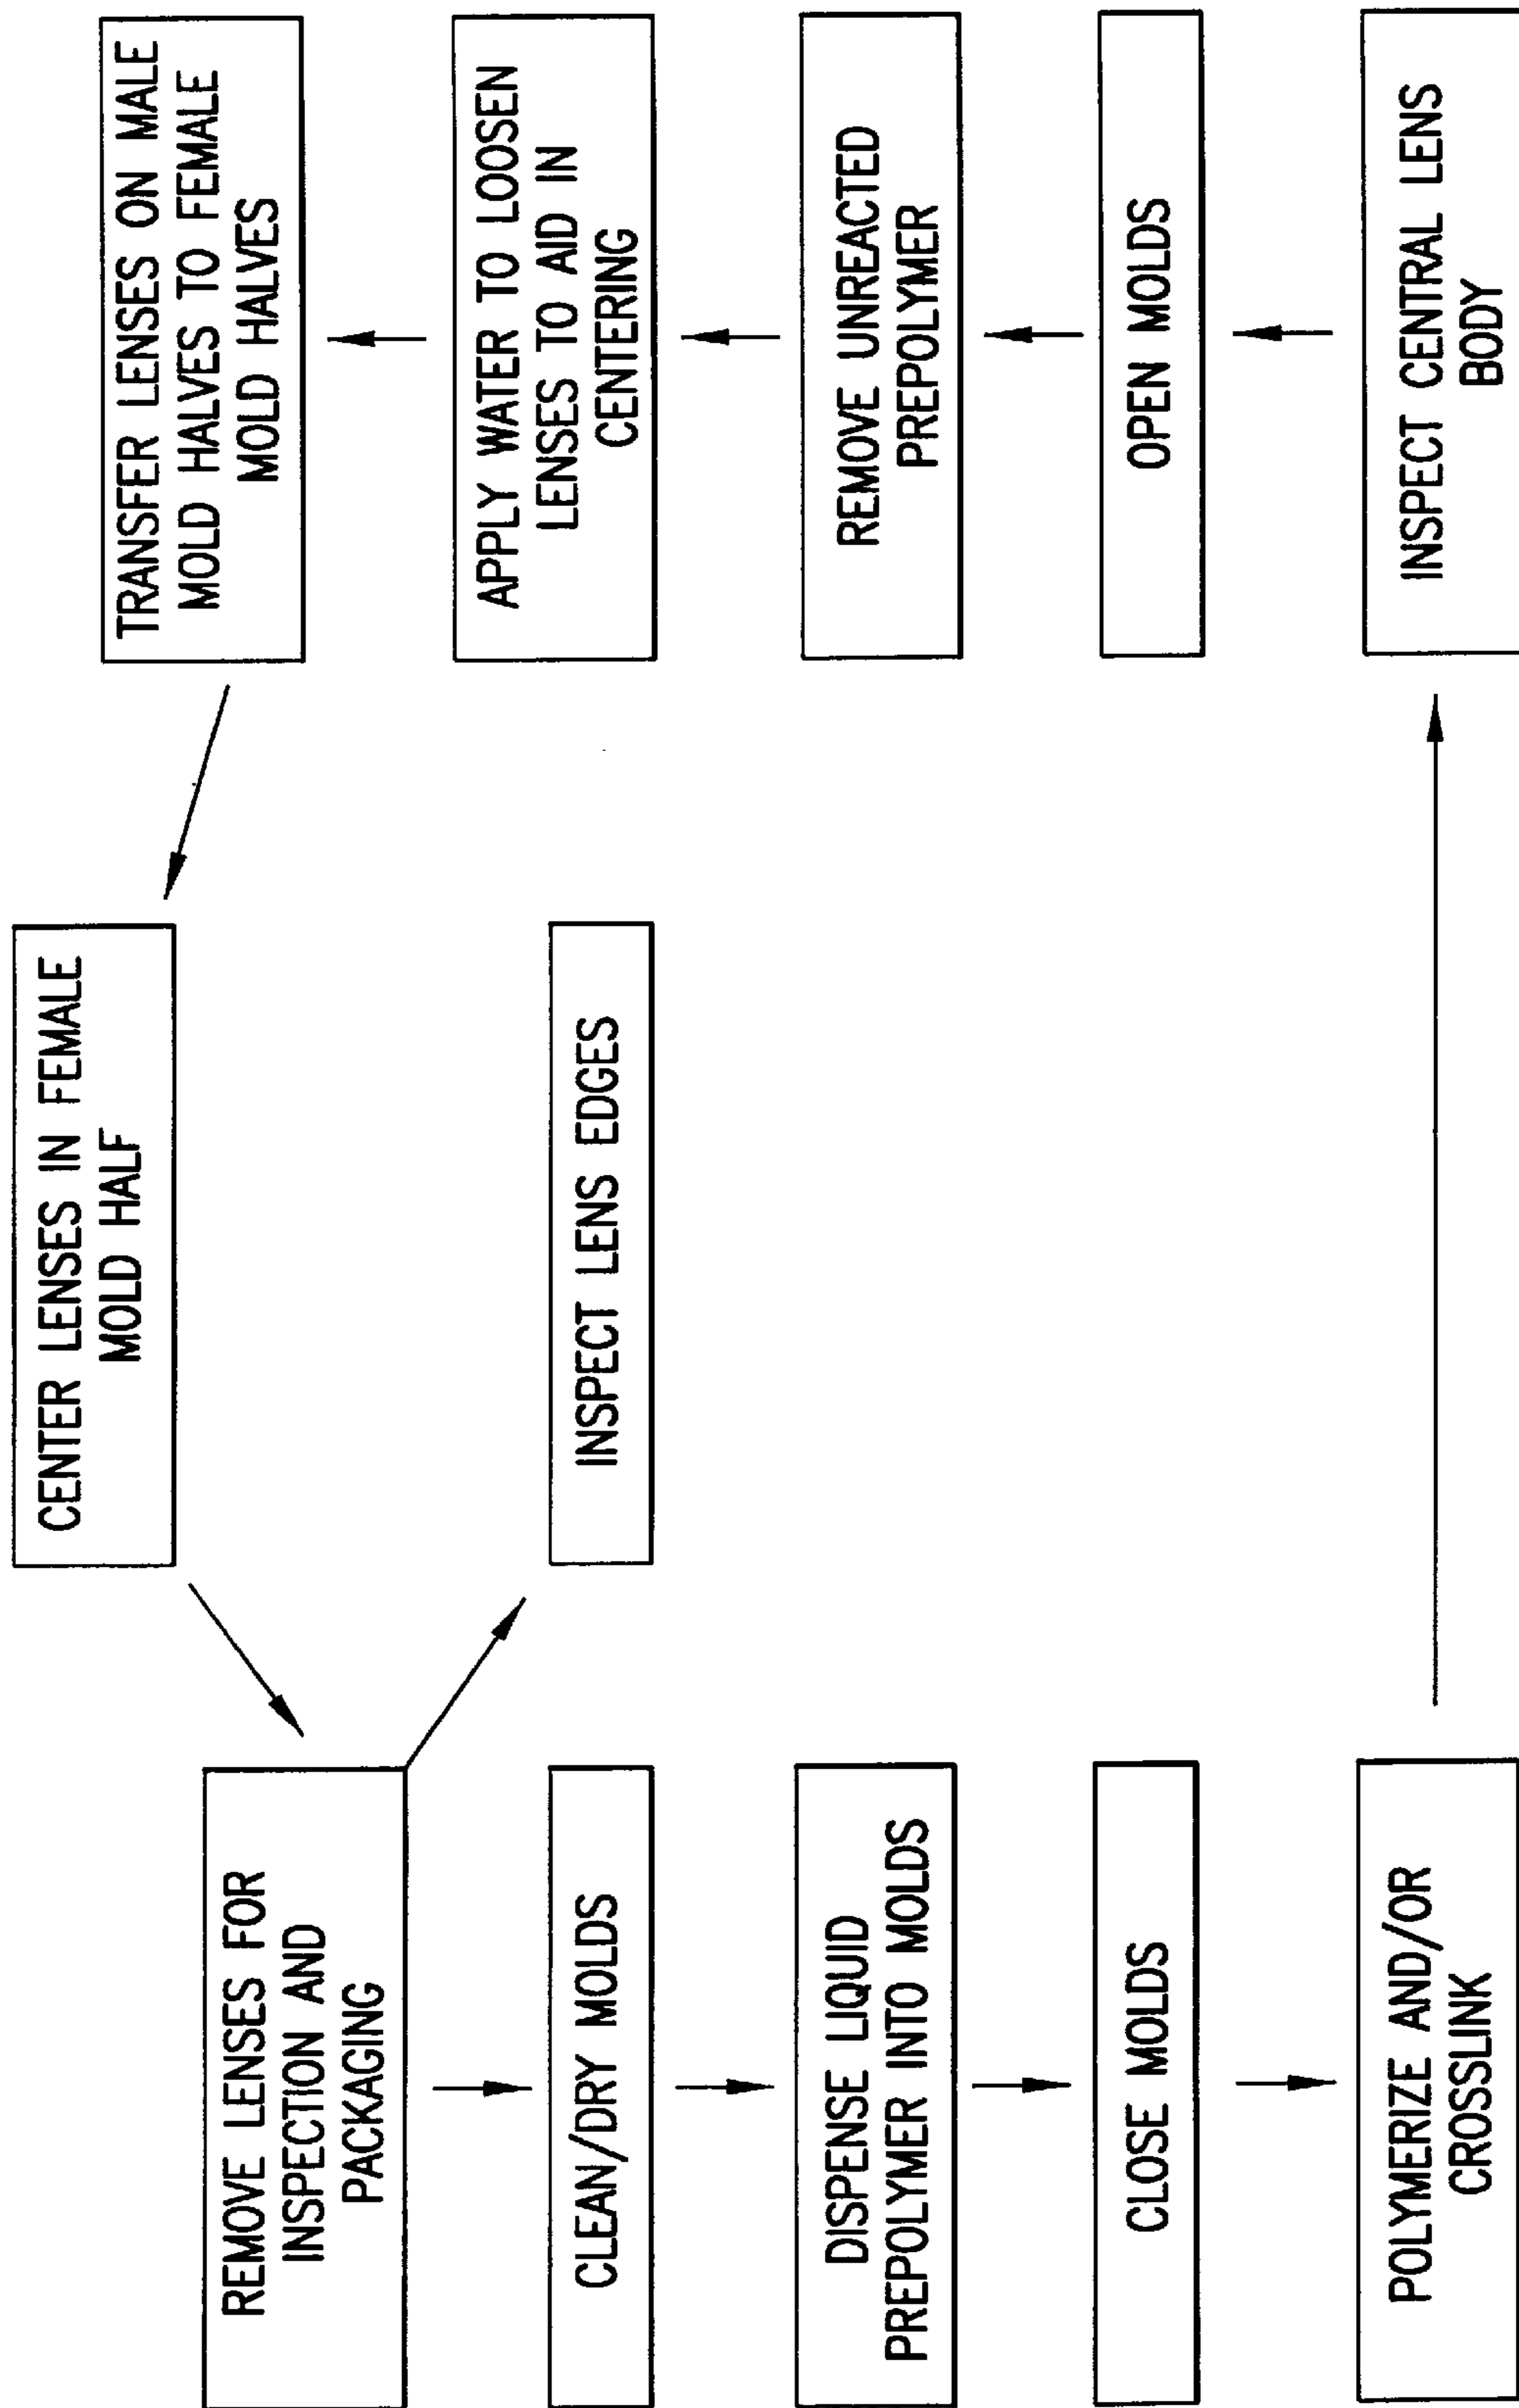 REMOVE LENSES FOR
INSPECTION AND
PACKAGING
CLEAN/DRY MOLDS
DISPENSE LIQUID
PREPOLYMER INTO MOLDS
CLOSE MOLDS
POLYMERIZE AND/OR
CROSSLINK
CENTER LENSES IN FEMALE
MOLD HALF
INSPECT LENS EDGES
TRANSFER LENSES ON MALE
MOLD HALVES TO FEMALE
MOLD HALVES
APPLY WATER TO LOOSEN
LENSES TO AID IN
CENTERING
REMOVE UNREACTED
PREPOLYMER
OPEN MOLDS
INSPECT CENTRAL LENS
BODY